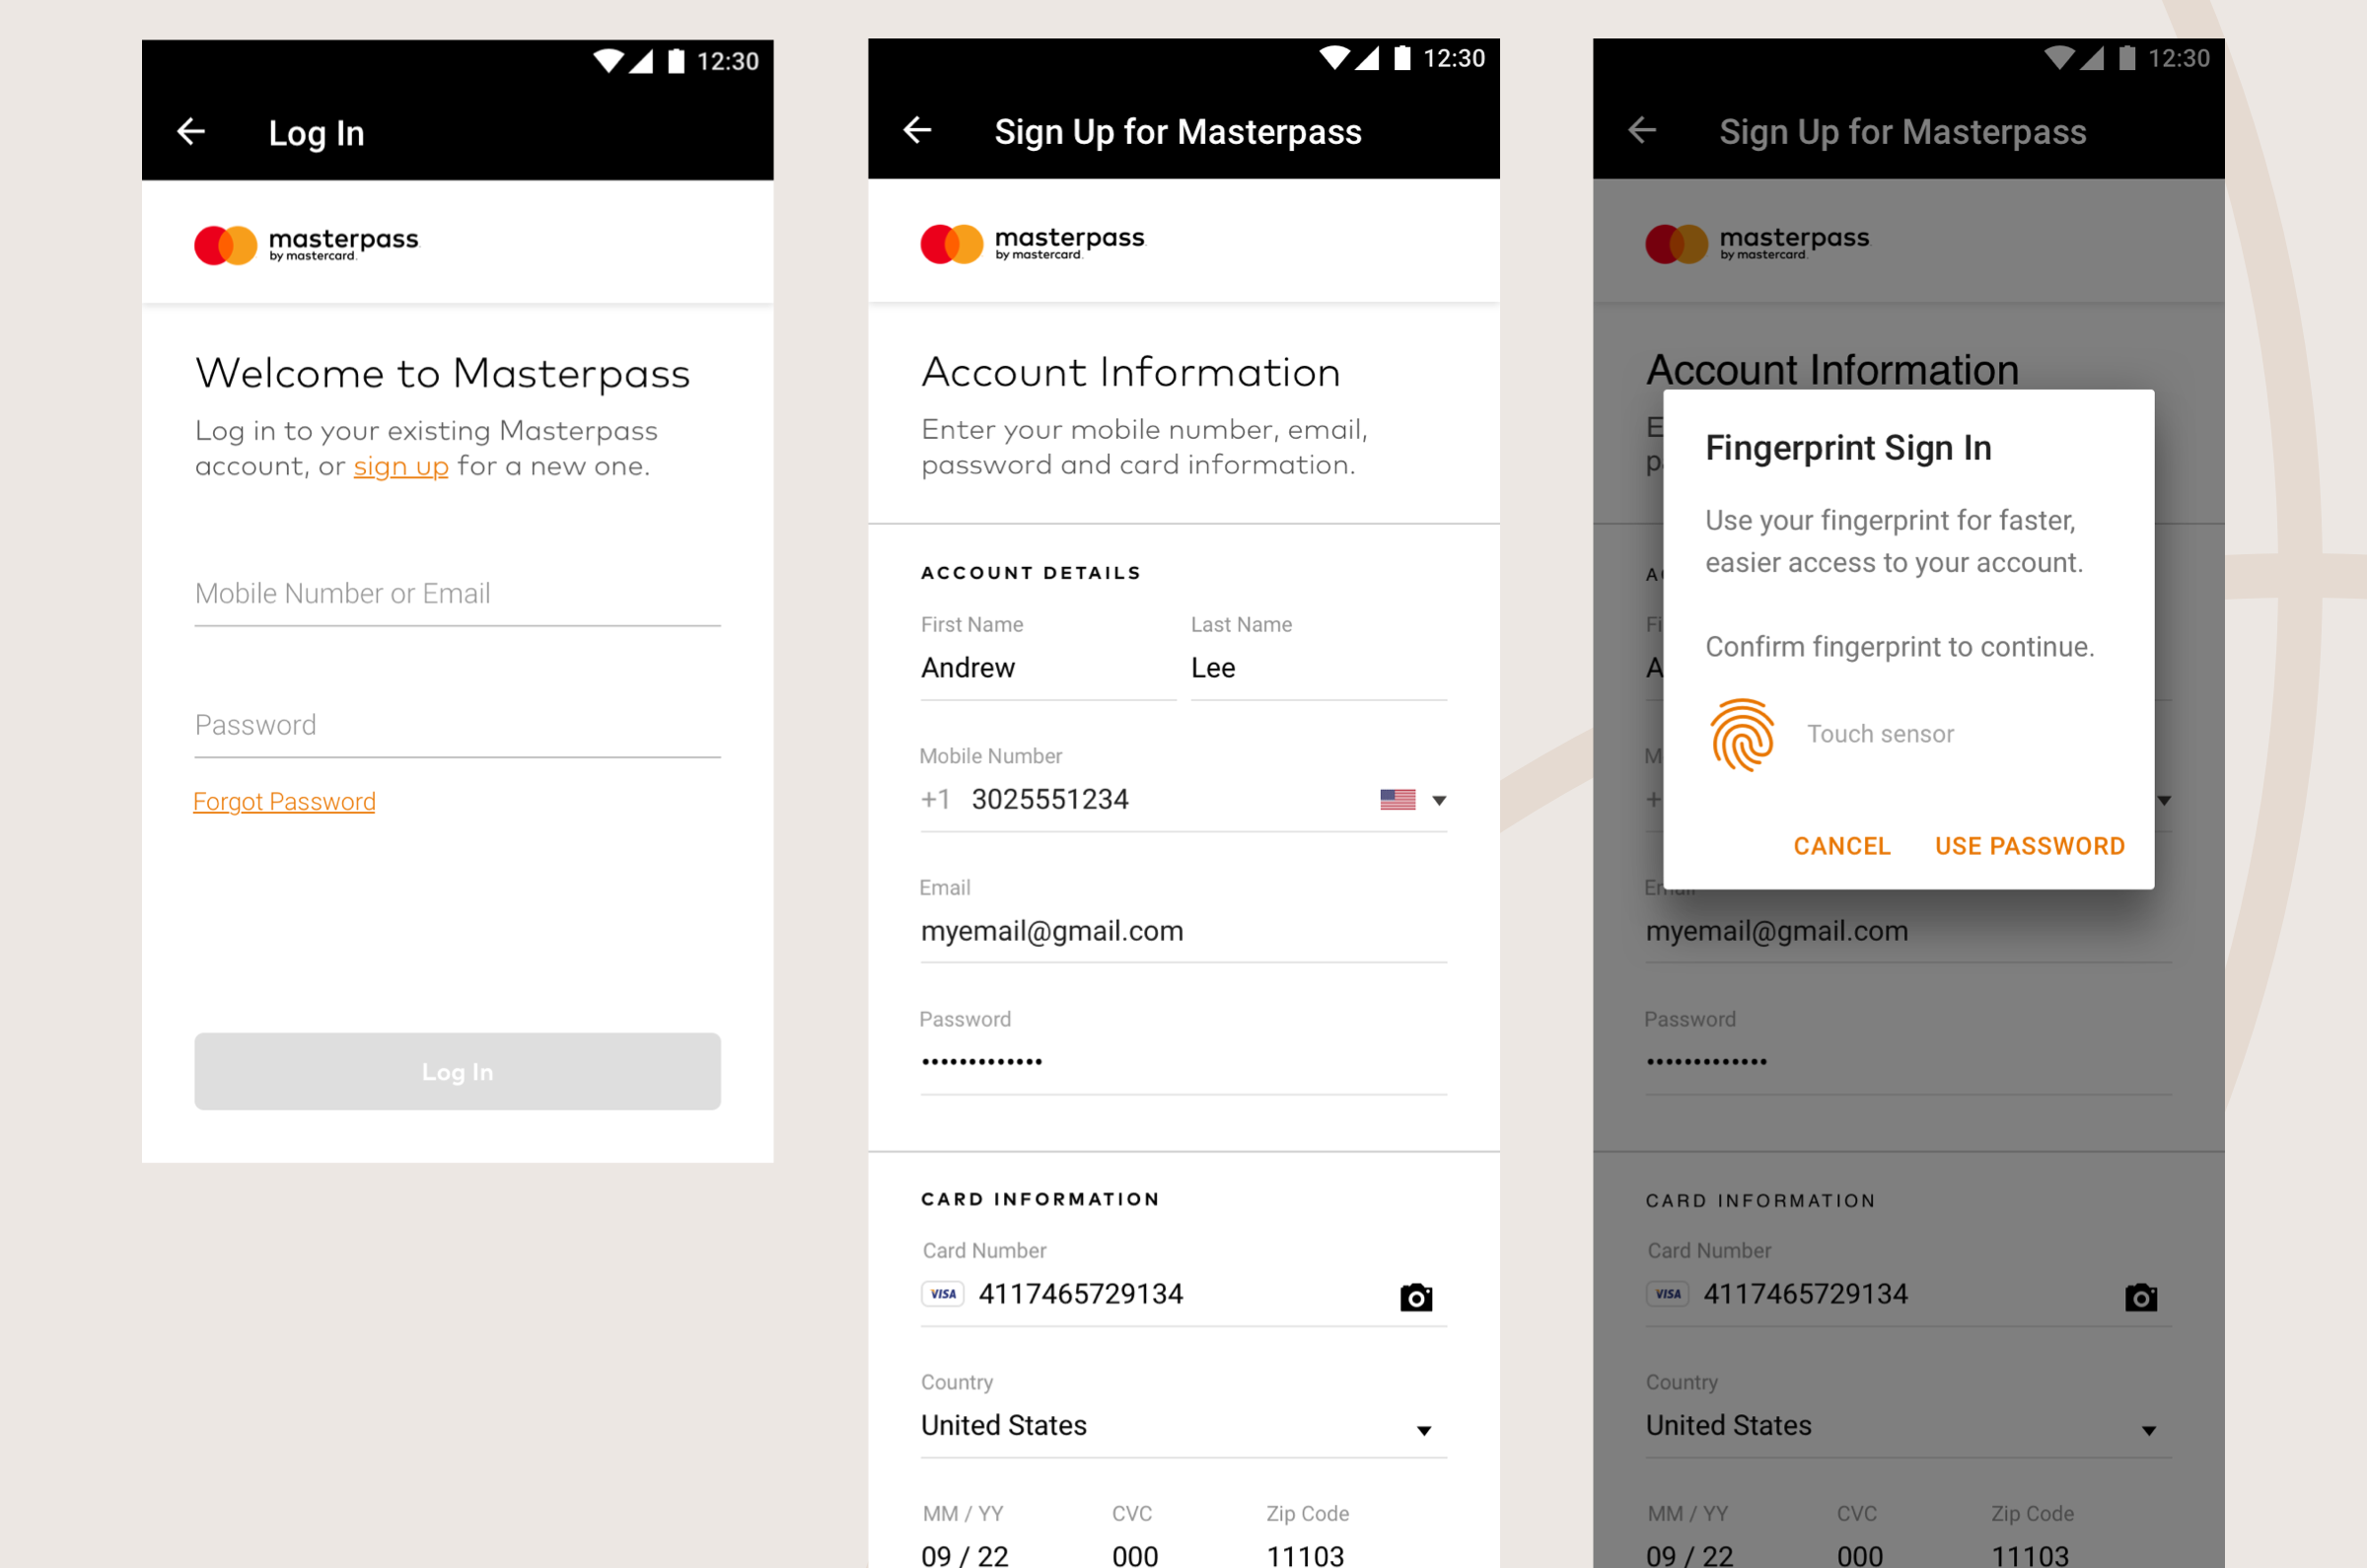 12:30
Log In
masterpass
by mastercard.
Welcome to Masterpass
Log in to your existing Masterpass
account, or sign up for a new one.
Mobile Number or Email
Password
Forgot Password
Log In
12:30
Sign Up for Masterpass
masterpass
by mastercard.
Account Information
Enter your mobile number, email,
password and card information.
ACCOUNT DETAILS
First Name Last Name
Andrew Lee
Mobile Number
+1 3025551234
Email
myemail@gmail.com
Password
•••••••••••••
CARD INFORMATION
Card Number
VISA 4117465729134
Country
United States
MM / YY CVC Zip Code
09 / 22 000 11103
12:30
Sign Up for Masterpass
masterpass
by mastercard.
Account Information
Fingerprint Sign In
Use your fingerprint for faster,
easier access to your account.
Confirm fingerprint to continue.
Touch sensor
CANCEL USE PASSWORD
Email
myemail@gmail.com
Password
•••••••••••••
CARD INFORMATION
Card Number
VISA 4117465729134
Country
United States
MM / YY CVC Zip Code
09 / 22 000 11103